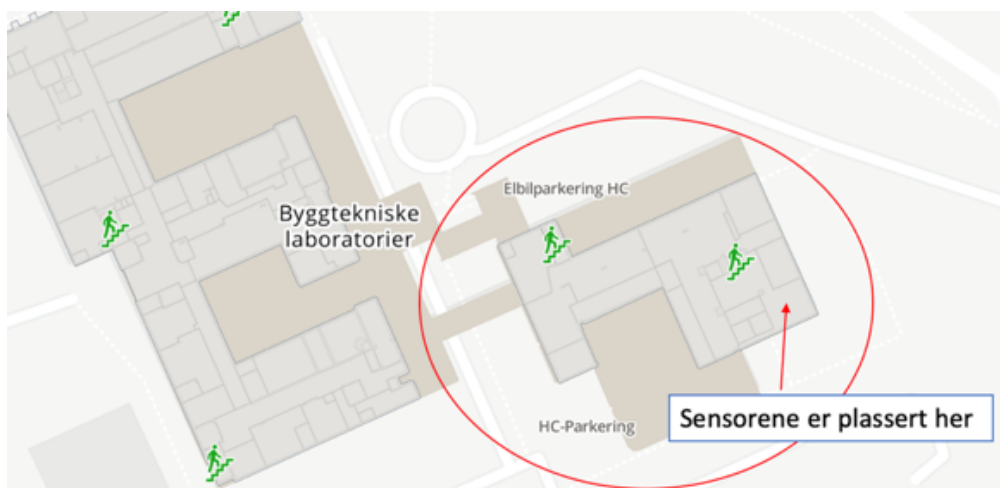 Elbilparkering HC
Byggtekniske
laboratorier
Sensorene er plassert her
HC-Parkering